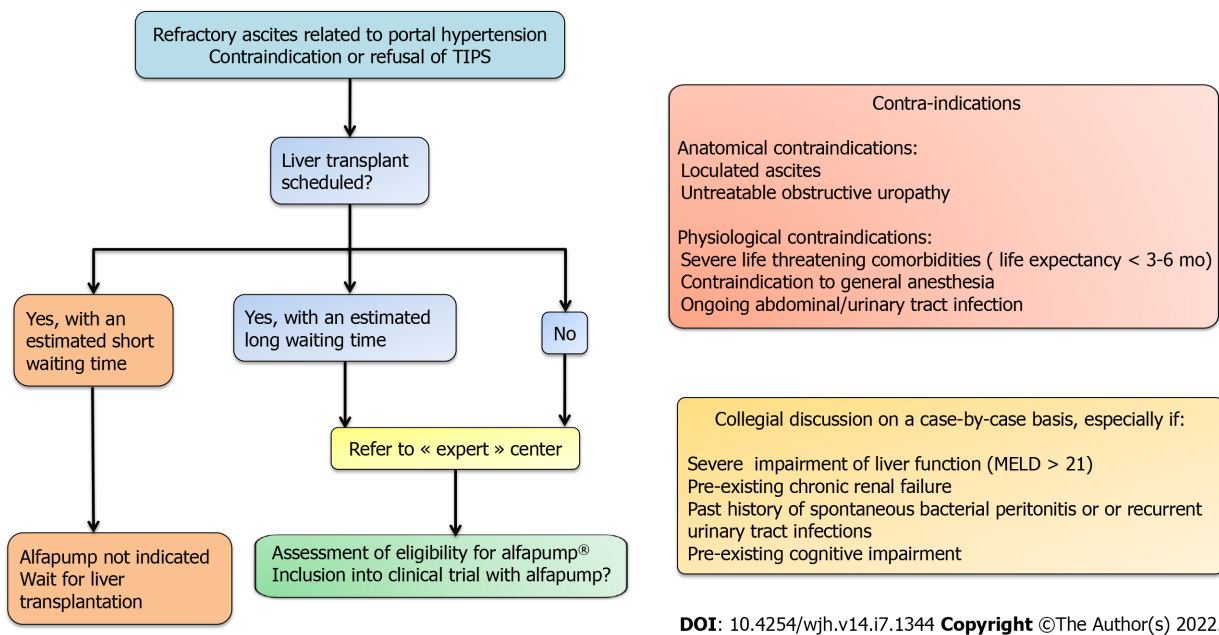 Refractory ascites related to portal hypertension
Contraindication or refusal of TIPS
Liver transplant
scheduled?
Yes, with an
estimated short
waiting time
Yes, with an estimated
long waiting time
No
Refer to « expert » center
Alfapump not indicated
Wait for liver
transplantation
Assessment of eligibility for alfapump®
Inclusion into clinical trial with alfapump?
Contra-indications
Anatomical contraindications:
Loculated ascites
Untreatable obstructive uropathy
Physiological contraindications:
Severe life threatening comorbidities ( life expectancy < 3-6 mo)
Contraindication to general anesthesia
Ongoing abdominal/urinary tract infection
Collegial discussion on a case-by-case basis, especially if:
Severe  impairment of liver function (MELD > 21)
Pre-existing chronic renal failure
Past history of spontaneous bacterial peritonitis or or recurrent
urinary tract infections
Pre-existing cognitive impairment
DOI: 10.4254/wjh.v14.i7.1344 Copyright ©The Author(s) 2022.